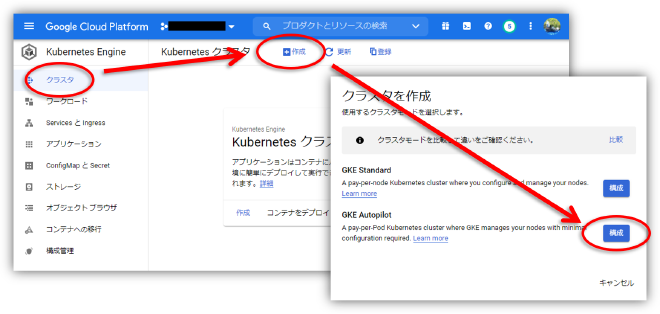 Google Cloud Platform
プロダクトとリソースの検索
5
Kubernetes Engine
Kubernetes クラスタ
作成
更新
登録
クラスタ
ワークロード
Services と Ingress
アプリケーション
ConfigMap と Secret
ストレージ
オブジェクト ブラウザ
コンテナへの移行
構成管理
Kubernetes Engine
Kubernetes クラス
アプリケーションはコンテナに
境に簡単にデプロイして実行で
れます。詳細
作成
コンテナをデプロイ
クラスタを作成
使用するクラスタモードを選択します。
クラスタモードを比較して違いをご確認ください。
比較
GKE Standard
A pay-per-node Kubernetes cluster where you configure and manage your nodes.
Learn more
構成
GKE Autopilot
A pay-per-Pod Kubernetes cluster where GKE manages your nodes with minimal
configuration required. Learn more
構成
キャンセル